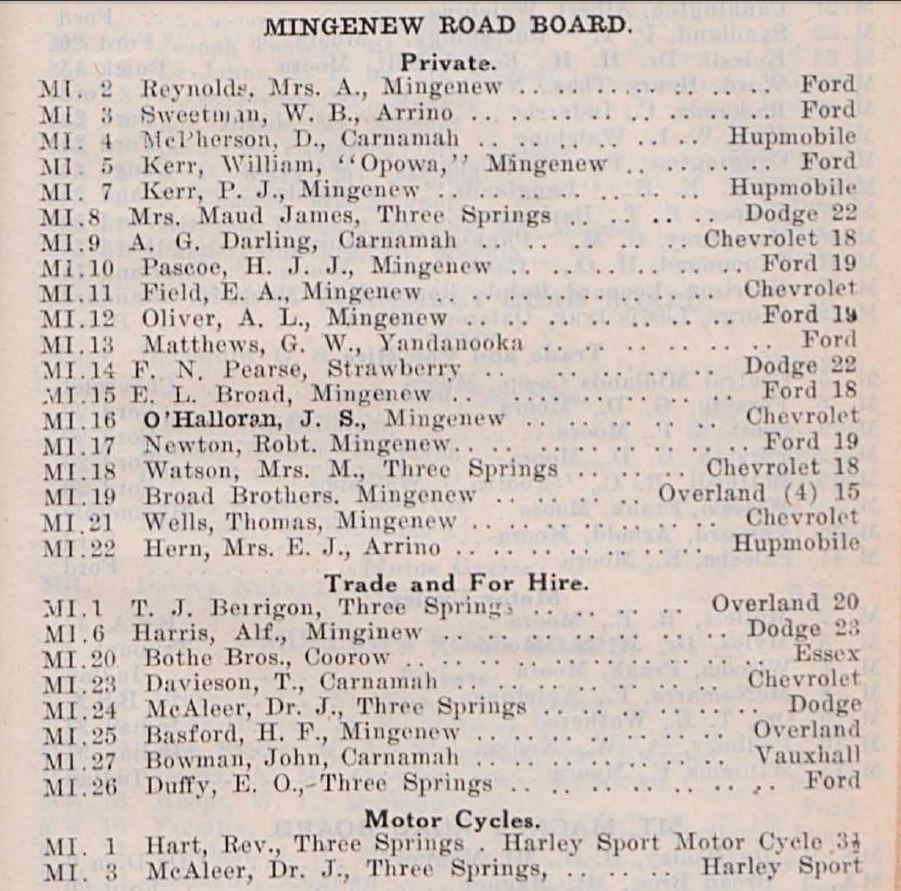 MINGENEW ROAD BOARD.
Private.
MI. 2 Reynolds, Mrs. A., Mingenew .. .. .. .. .. .. Ford
MI 3 Sweetman, W. B., Arrino .. .. .. .. .. .. .. Ford
MI. 4 McPherson, D., Carnamah .. .. .. .. .. Hupmobile
MI. 5 Kerr, William, "Opowa," Mingenew .. .. .. .. Ford
MI. 7 Kerr, P. J., Mingenew .. .. .. .. .. .. Hupmobile
MI.8 Mrs. Maud James, Three Springs .. .. .. Dodge 22
MI.9 A. G. Darling, Carnamah .. .. .. .. .. Chevrolet 18
MI.10 Pascoe, H. J. J., Mingenew .. .. .. .. .. Ford 19
MI.11 Field, E. A., Mingenew .. .. .. .. .. .. Chevrolet
MI.12 Oliver, A. L., Mingenew .. .. .. .. .. .. Ford 19
MI.13 Matthews, G. W., Yandanooka .. .. .. .. .. Ford
MI.14 F. N. Pearse, Strawberry .. .. .. .. .. Dodge 22
MI.15 E. L. Broad, Mingenew .. .. .. .. .. .. Ford 18
MI.16 O'Halloran, J. S., Mingenew .. .. .. .. Chevrolet
MI.17 Newton, Robt. Mingenew. .. .. .. .. .. .. Ford 19
MI.18 Watson, Mrs. M., Three Springs .. .. .. Chevrolet 18
MI.19 Broad Brothers. Mingenew .. .. .. Overland (4) 15
MI.21 Wells, Thomas, Mingenew .. .. .. .. .. Chevrolet
MI.22 Hern, Mrs. E. J., Arrino .. .. .. .. .. .. Hupmobile
Trade and For Hire.
MI.1 T. J. Berrigon, Three Springs .. .. .. .. Overland 20
MI.6 Harris, Alf., Minginew .. .. .. .. .. .. Dodge 23
MI.20 Bothe Bros., Coorow .. .. .. .. .. .. .. Essex
MI.23 Davieson, T., Carnamah .. .. .. .. .. .. Chevrolet
MI.24 McAleer, Dr. J., Three Springs .. .. .. .. .. Dodge
MI.25 Basford, H. F., Mingenew .. .. .. .. .. Overland
MI.27 Bowman, John, Carnamah .. .. .. .. .. Vauxhall
MI.26 Duffy, E. O., Three Springs .. .. .. .. .. .. Ford
Motor Cycles.
MI. 1 Hart, Rev., Three Springs . Harley Sport Motor Cycle 3½
MI. 3 McAleer, Dr. J., Three Springs, .. .. .. Harley Sport